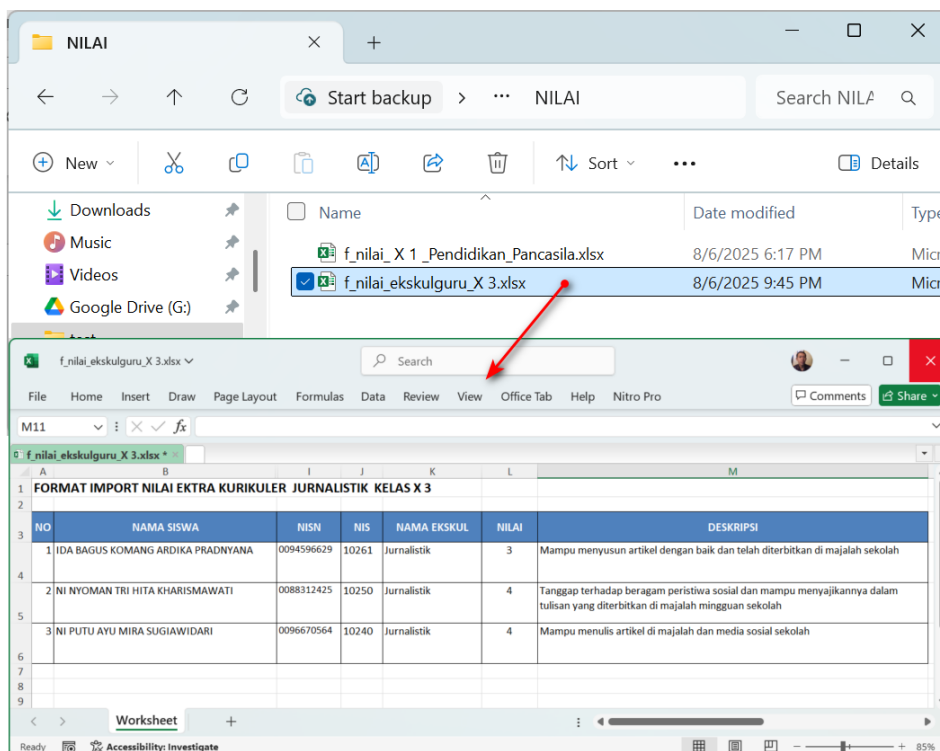 NILAI
Start backup > ... NILAI Search NILA
New Sort ... Details
Downloads
Music
Videos
Google Drive (G:)
Name Date modified Type
f_nilai_ X 1 _Pendidikan_Pancasila.xlsx 8/6/2025 6:17 PM Micr
f_nilai_ekskulguru_X 3.xlsx 8/6/2025 9:45 PM Micr
f_nilai_ekskulguru_X 3.xlsx Search
File Home Insert Draw Page Layout Formulas Data Review View Office Tab Help Nitro Pro Comments Share
M11 fx
f_nilai_ekskulguru_X 3.xlsx *
A B I J K L M
1 FORMAT IMPORT NILAI EKTRA KURIKULER JURNALISTIK KELAS X 3
2
3 NO NAMA SISWA NISN NIS NAMA EKSKUL NILAI DESKRIPSI
1 IDA BAGUS KOMANG ARDIKA PRADNYANA 0094596629 10261 Jurnalistik 3 Mampu menyusun artikel dengan baik dan telah diterbitkan di majalah sekolah
4
2 NI NYOMAN TRI HITA KHARISMAWATI 0088312425 10250 Jurnalistik 4 Tanggap terhadap beragam peristiwa sosial dan mampu menyajikannya dalam
5 tulisan yang diterbitkan di majalah mingguan sekolah
3 NI PUTU AYU MIRA SUGIAWIDARI 0096670564 10240 Jurnalistik 4 Mampu menulis artikel di majalah dan media sosial sekolah
6
7
8
9
Worksheet
Ready Accessibility: Investigate 85%